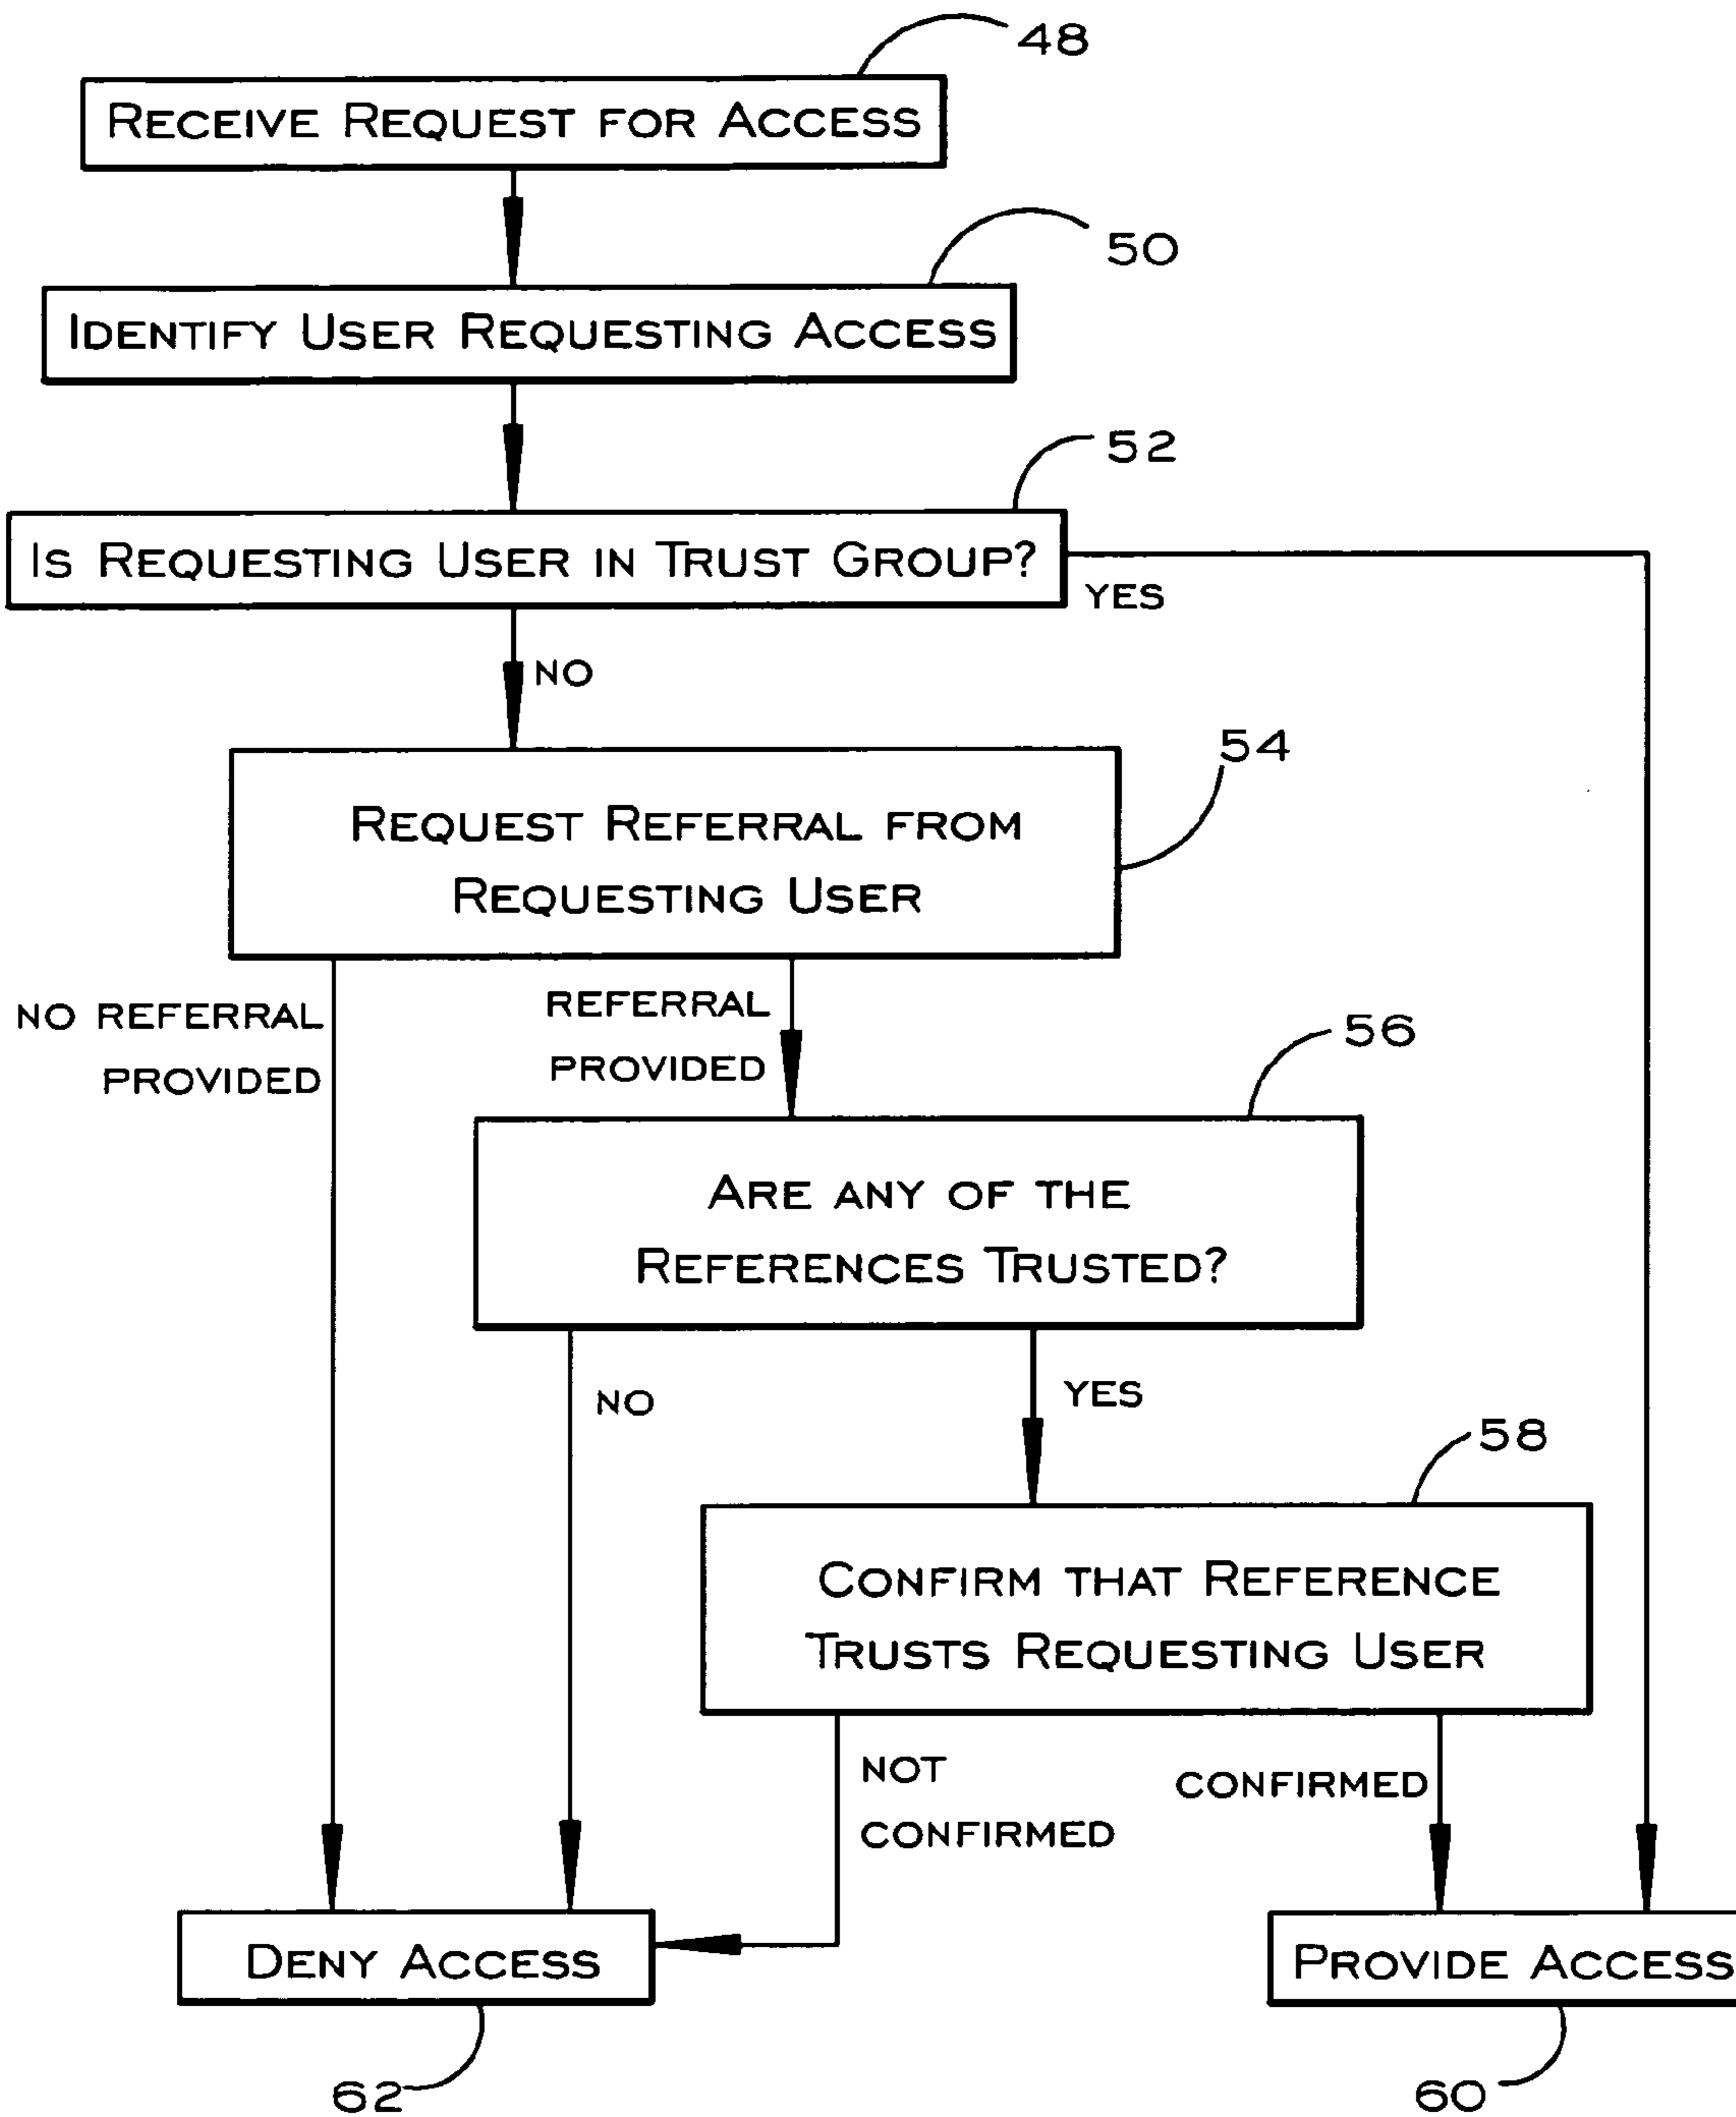 48
RECEIVE REQUEST FOR ACCESS
50
IDENTIFY USER REQUESTING ACCESS
52
IS REQUESTING USER IN TRUST GROUP?
YES
NO
54
REQUEST REFERRAL FROM
REQUESTING USER
NO REFERRAL
PROVIDED
REFERRAL
PROVIDED
56
ARE ANY OF THE
REFERENCES TRUSTED?
NO
YES
58
CONFIRM THAT REFERENCE
TRUSTS REQUESTING USER
NOT
CONFIRMED
CONFIRMED
DENY ACCESS
PROVIDE ACCESS
62
60